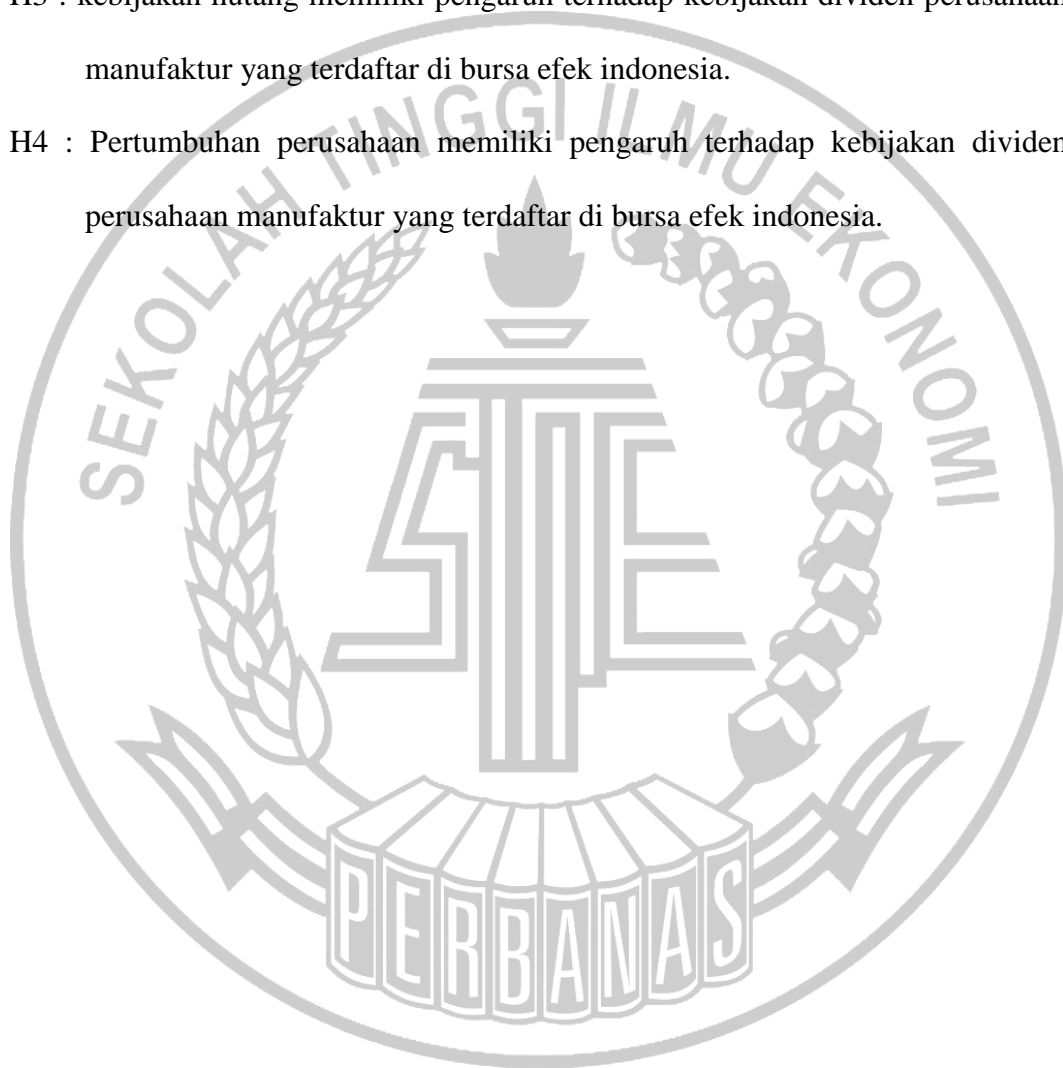 H3 : kebijakan hutang memiliki pengaruh terhadap kebijakan dividen perusahaan
manufaktur yang terdaftar di bursa efek indonesia.
H4 : Pertumbuhan perusahaan memiliki pengaruh terhadap kebijakan dividen
perusahaan manufaktur yang terdaftar di bursa efek indonesia.
SEKOLAH TINGGI ILMU EKONOMI
STIE
PERBANAS